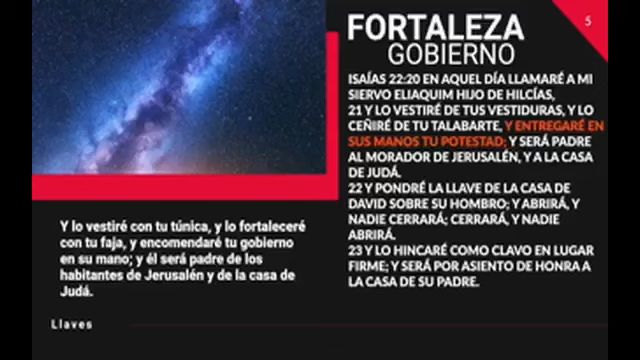 FORTALEZA
GOBIERNO
5
ISAÍAS 22:20 EN AQUEL DÍA LLAMARÉ A MI
SIERVO ELIAQUIM HIJO DE HILCÍAS,
21 Y LO VESTIRÉ DE TUS VESTIDURAS, Y LO
CEÑIRÉ DE TU TALABARTE, Y ENTREGARÉ EN
SUS MANOS TU POTESTAD; Y SERÁ PADRE
AL MORADOR DE JERUSALÉN, Y A LA CASA
DE JUDÁ.
22 Y PONDRÉ LA LLAVE DE LA CASA DE
DAVID SOBRE SU HOMBRO; Y ABRIRÁ, Y
NADIE CERRARÁ; CERRARÁ, Y NADIE
ABRIRÁ.
23 Y LO HINCARÉ COMO CLAVO EN LUGAR
FIRME; Y SERÁ POR ASIENTO DE HONRA A
LA CASA DE SU PADRE.
Y lo vestiré con tu túnica, y lo fortaleceré
con tu faja, y encomendaré tu gobierno
en su mano; y él será padre de los
habitantes de Jerusalén y de la casa de
Judá.
Llaves